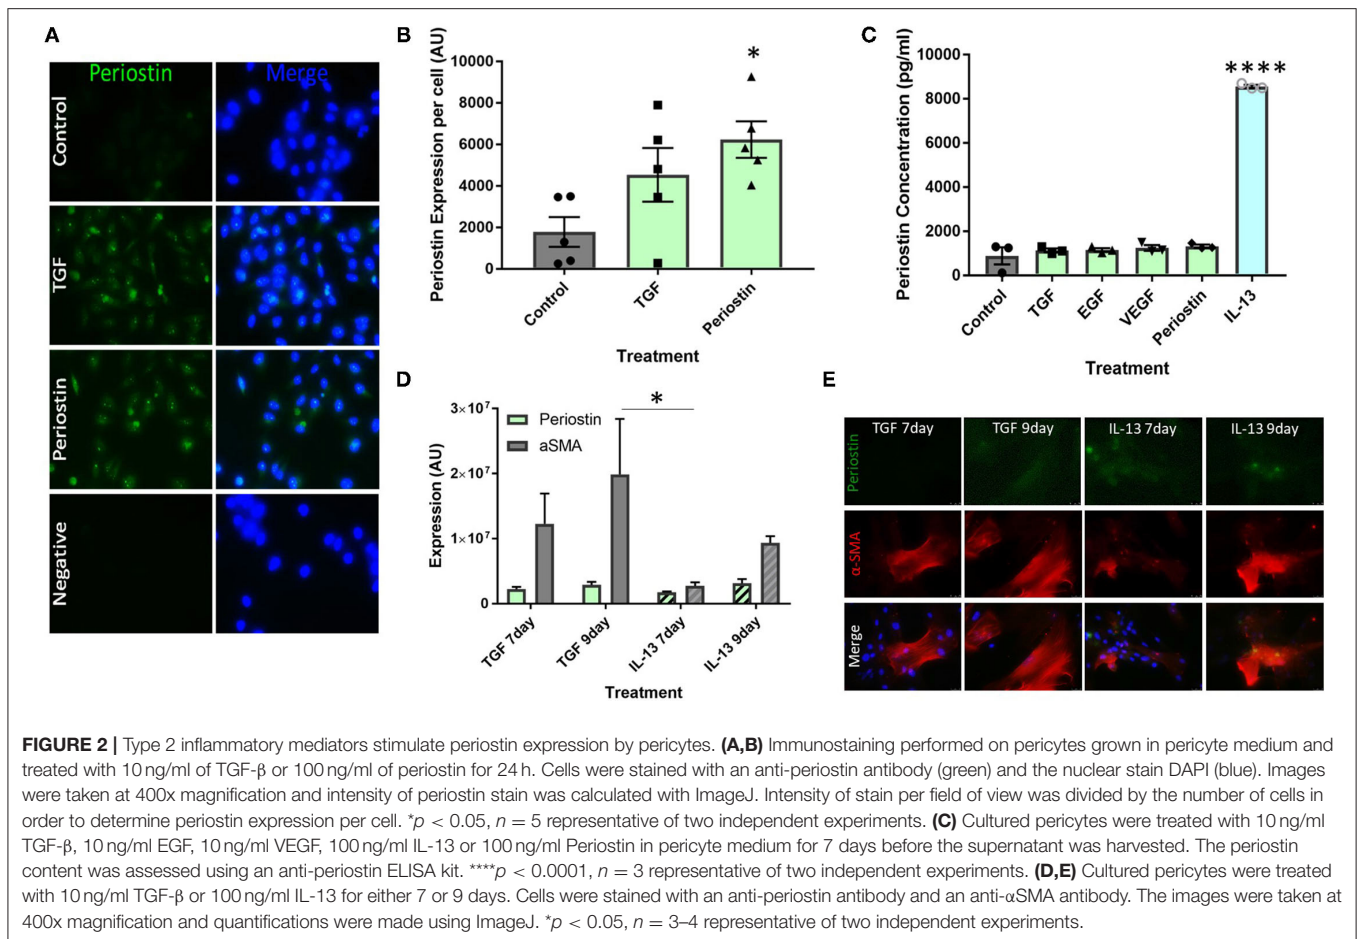 A
Periostin Merge
Control
TGF
Periostin
Negative
B
Periostin Expression per cell (AU)
10000
8000
6000
4000
2000
0
*
Control
TGF
Periostin
Treatment
C
Periostin Concentration (pg/ml)
10000
8000
6000
4000
2000
0
****
Control
TGF
EGF
VEGF
Periostin
IL-13
Treatment
D
Expression (AU)
3×10⁷
2×10⁷
1×10⁷
0
Periostin
aSMA
*
TGF 7day
TGF 9day
IL-13 7day
IL-13 9day
Treatment
E
TGF 7day TGF 9day IL-13 7day IL-13 9day
Periostin
α-SMA
Merge
FIGURE 2 | Type 2 inflammatory mediators stimulate periostin expression by pericytes. (A,B) Immunostaining performed on pericytes grown in pericyte medium and
treated with 10 ng/ml of TGF-β or 100 ng/ml of periostin for 24 h. Cells were stained with an anti-periostin antibody (green) and the nuclear stain DAPI (blue). Images
were taken at 400x magnification and intensity of periostin stain was calculated with ImageJ. Intensity of stain per field of view was divided by the number of cells in
order to determine periostin expression per cell. *p < 0.05, n = 5 representative of two independent experiments. (C) Cultured pericytes were treated with 10 ng/ml
TGF-β, 10 ng/ml EGF, 10 ng/ml VEGF, 100 ng/ml IL-13 or 100 ng/ml Periostin in pericyte medium for 7 days before the supernatant was harvested. The periostin
content was assessed using an anti-periostin ELISA kit. ****p < 0.0001, n = 3 representative of two independent experiments. (D,E) Cultured pericytes were treated
with 10 ng/ml TGF-β or 100 ng/ml IL-13 for either 7 or 9 days. Cells were stained with an anti-periostin antibody and an anti-αSMA antibody. The images were taken at
400x magnification and quantifications were made using ImageJ. *p < 0.05, n = 3–4 representative of two independent experiments.